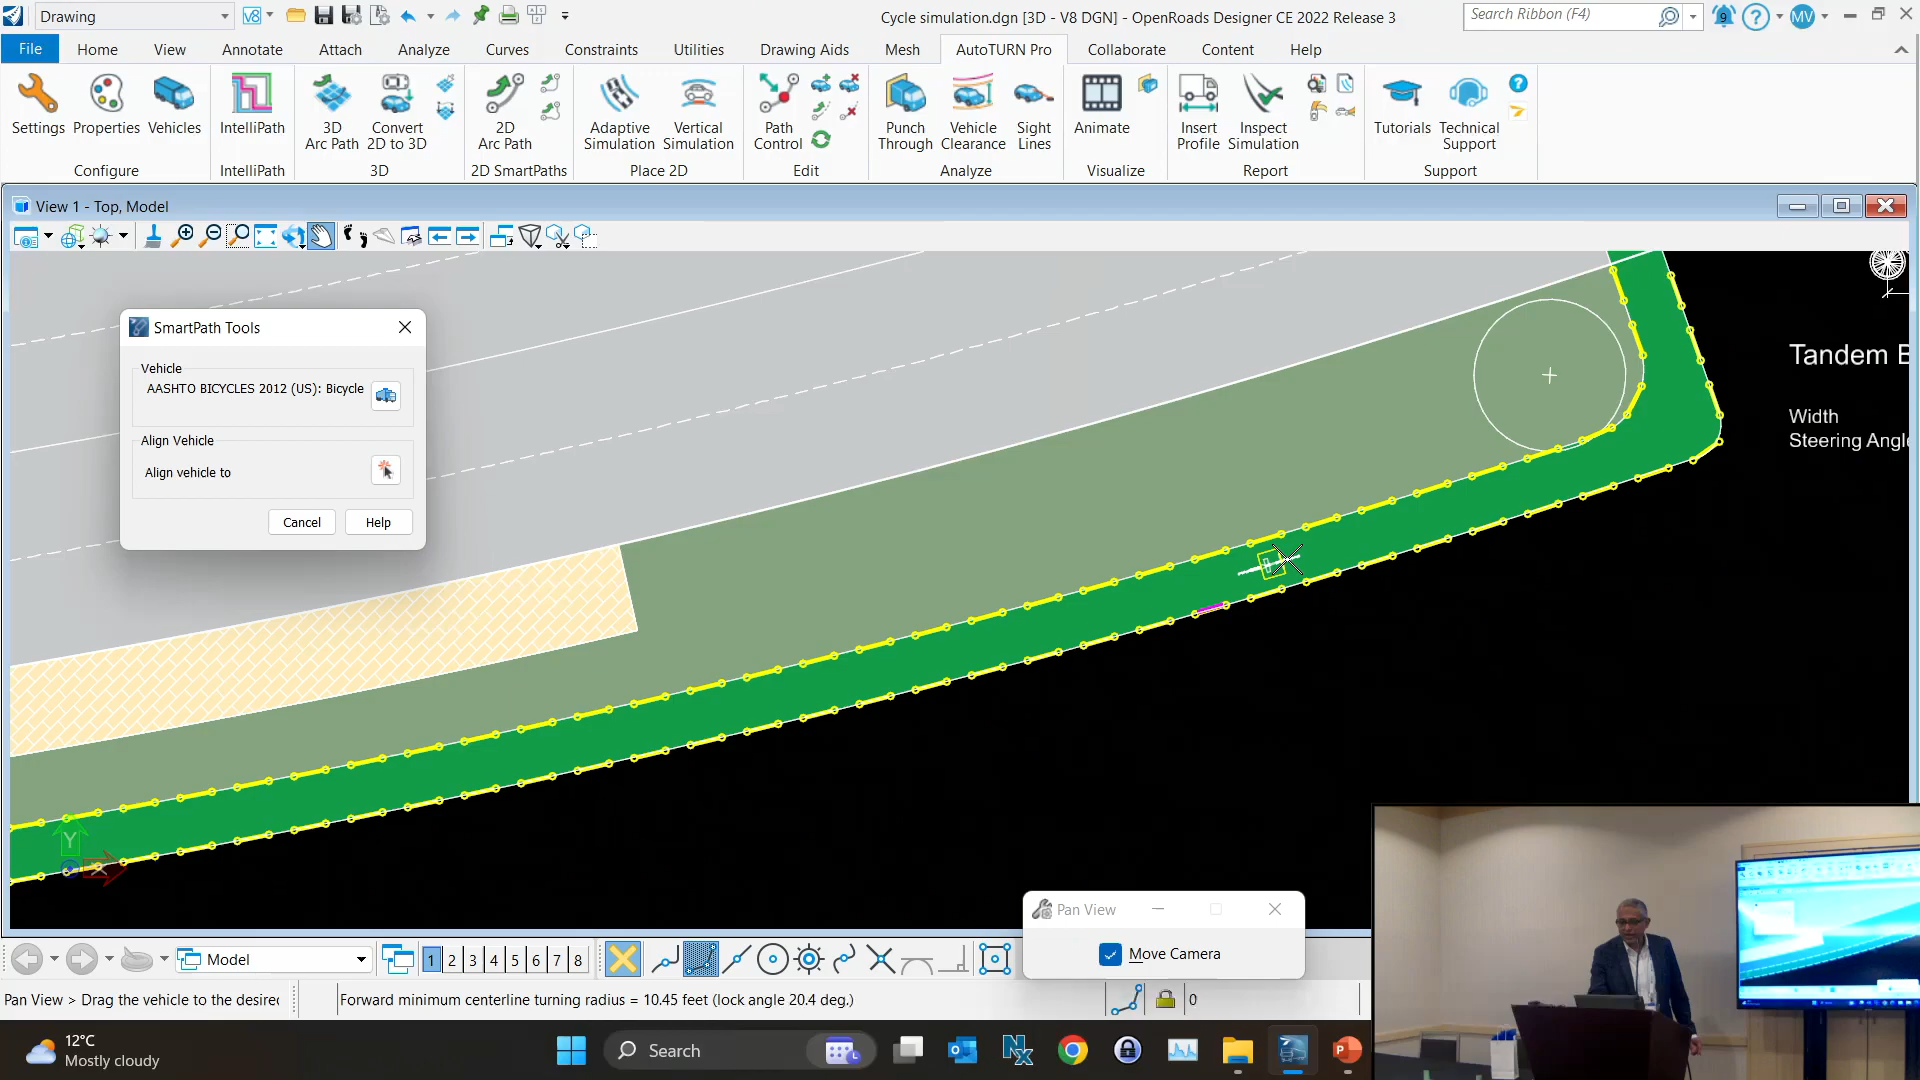 Drawing
V8
Cycle simulation.dgn [3D - V8 DGN] - OpenRoads Designer CE 2022 Release 3
Search Ribbon (F4)
9
MV
File
Home
View
Annotate
Attach
Analyze
Curves
Constraints
Utilities
Drawing Aids
Mesh
AutoTURN Pro
Collaborate
Content
Help
Settings
Properties
Vehicles
IntelliPath
3D
Arc Path
Convert
2D to 3D
2D
Arc Path
Adaptive
Simulation
Vertical
Simulation
Path
Control
Punch
Through
Vehicle
Clearance
Sight
Lines
Animate
Insert
Profile
Inspect
Simulation
Tutorials
Technical
Support
Configure
IntelliPath
3D
2D SmartPaths
Place 2D
Edit
Analyze
Visualize
Report
Support
View 1 - Top, Model
SmartPath Tools
Vehicle
AASHTO BICYCLES 2012 (US): Bicycle
Align Vehicle
Align vehicle to
Cancel
Help
Tandem B
Width
Steering Angle
Y
X
Pan View
Move Camera
Model
1 2 3 4 5 6 7 8
Pan View > Drag the vehicle to the desired
Forward minimum centerline turning radius = 10.45 feet (lock angle 20.4 deg.)
0
12°C
Mostly cloudy
Search